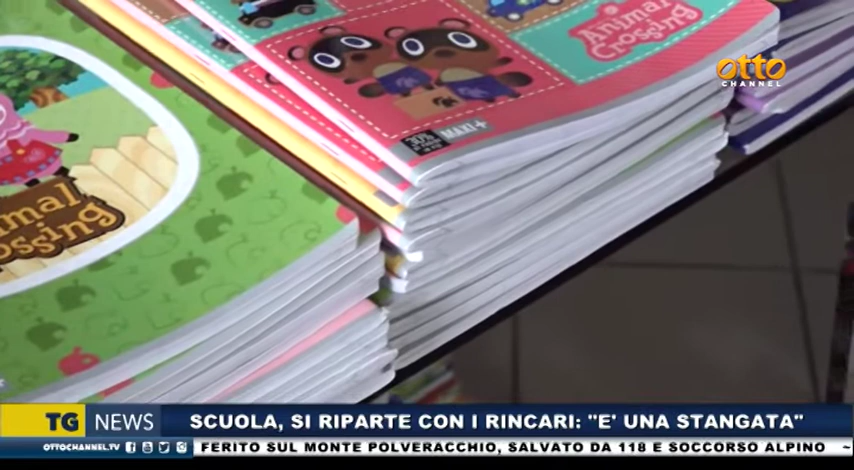 Animal
Crossing
otto
CHANNEL
30%
MAXI+
Animal
Crossing
TG NEWS SCUOLA, SI RIPARTE CON I RINCARI: "E' UNA STANGATA"
OTTOCHANNEL.TV FERITO SUL MONTE POLVERACCHIO, SALVATO DA 118 E SOCCORSO ALPINO ~